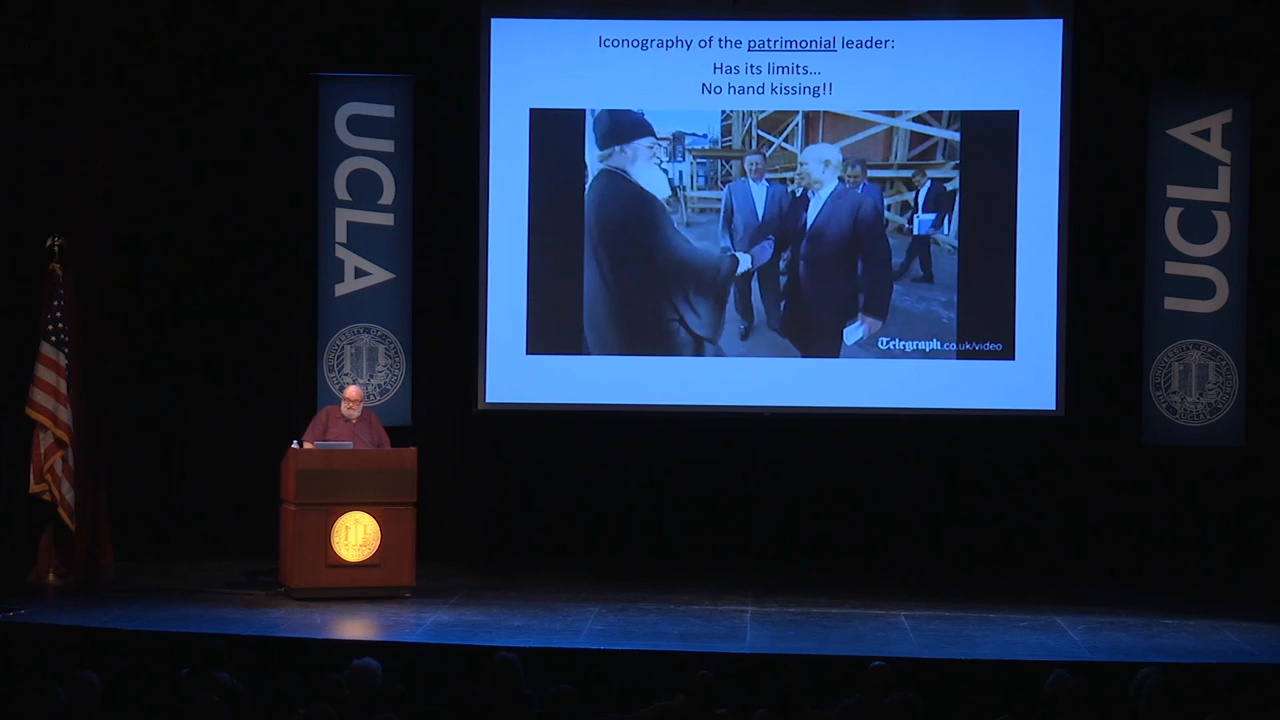 Iconography of the patrimonial leader:
Has its limits...
No hand kissing!!
Telegraph.co.uk/video
UCLA
UCLA